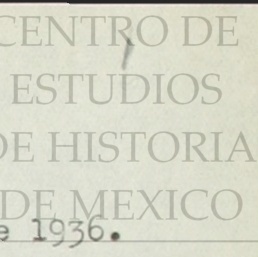 CENTRO DE
ESTUDIOS
DE HISTORIA
DE MEXICO
e 1936.